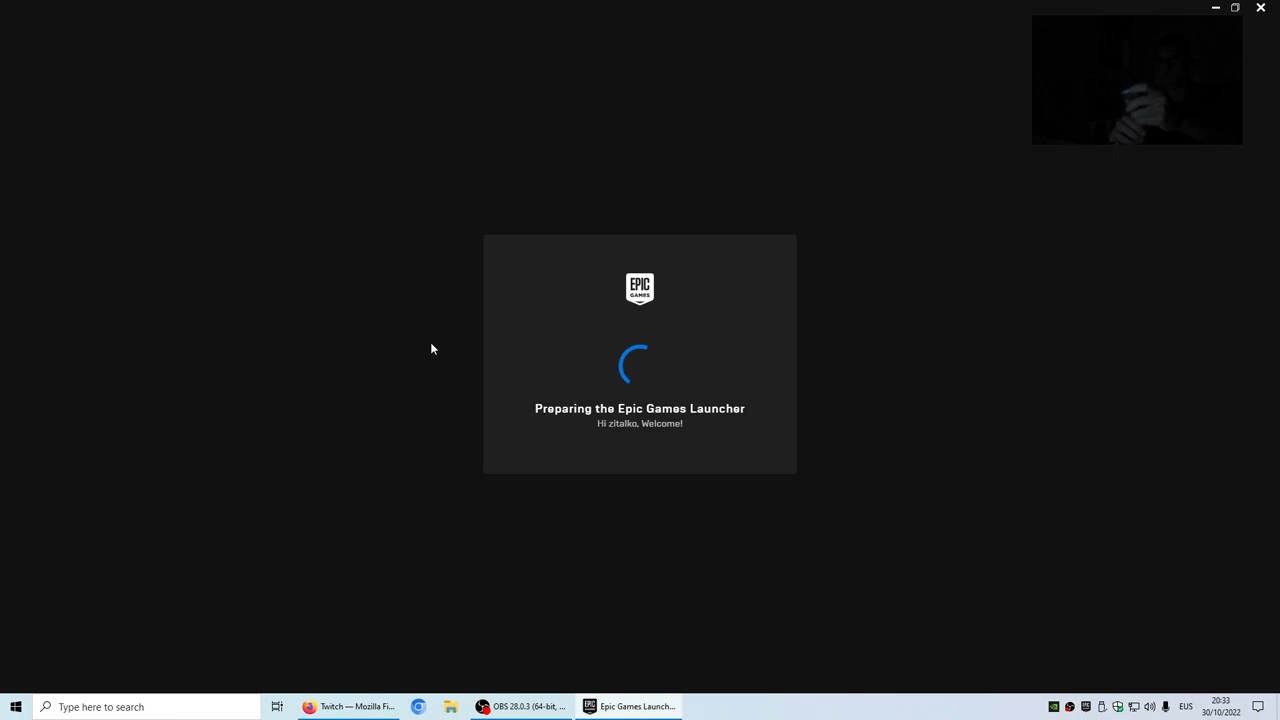 EPIC
GAMES
Preparing the Epic Games Launcher
Hi zitalko, Welcome!
Type here to search
Twitch — Mozilla Fi...
OBS 28.0.3 (64-bit, ...
Epic Games Launch...
EUS
20:33
30/10/2022